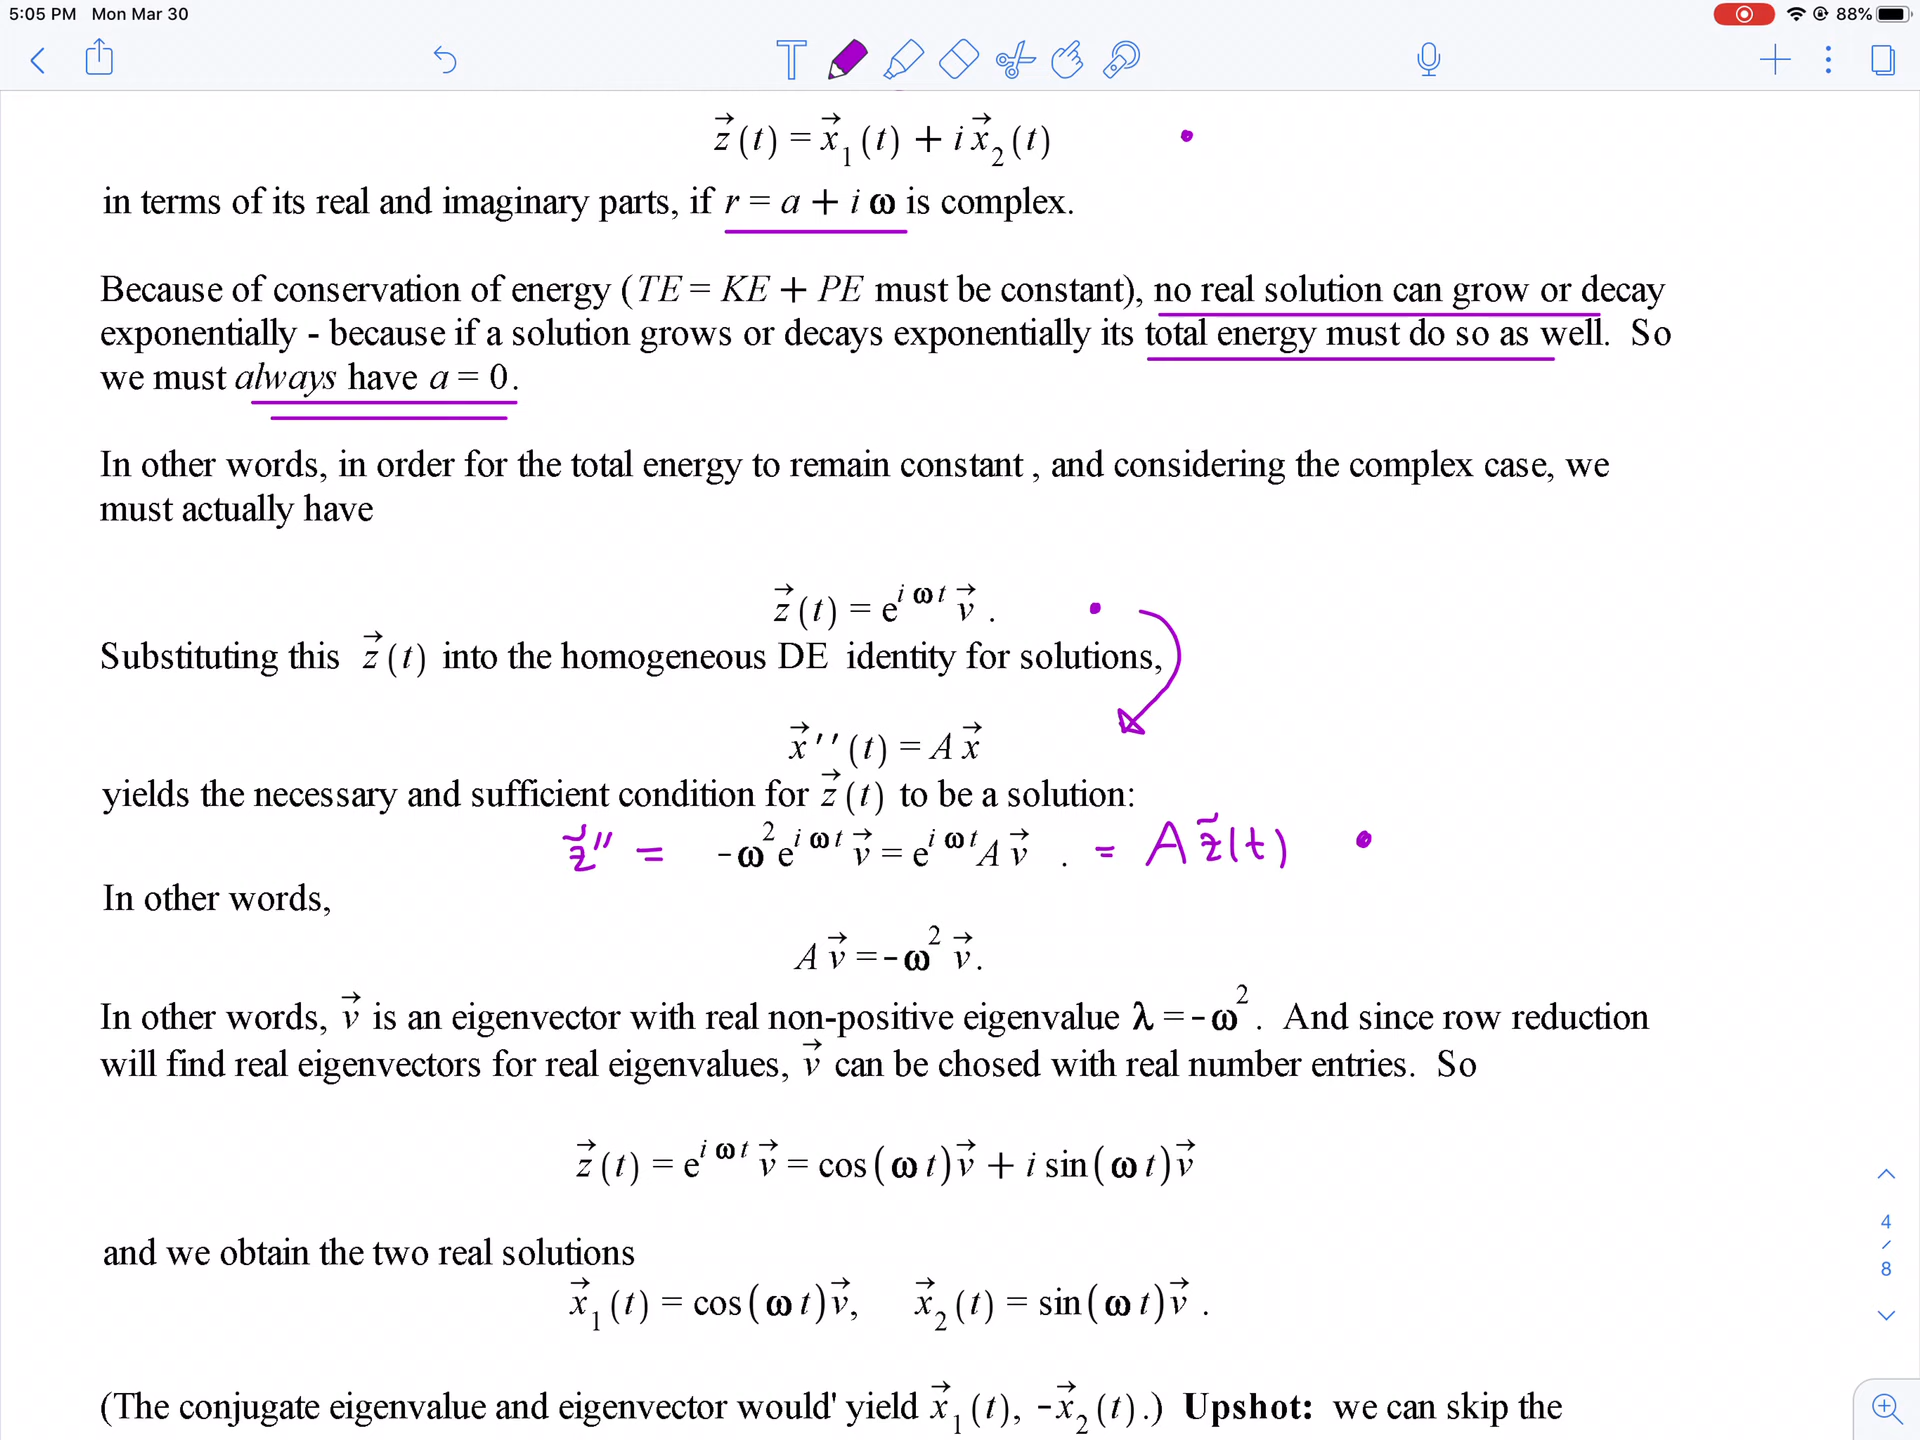 5:05 PM Mon Mar 30 88%
T
z⃗(t) = x⃗₁(t) + i x⃗₂(t)
in terms of its real and imaginary parts, if r = a + i ω is complex.
Because of conservation of energy (TE = KE + PE must be constant), no real solution can grow or decay
exponentially - because if a solution grows or decays exponentially its total energy must do so as well. So
we must always have a = 0.
In other words, in order for the total energy to remain constant , and considering the complex case, we
must actually have
z⃗(t) = e^{i ω t} v⃗ .
Substituting this z⃗(t) into the homogeneous DE identity for solutions,
x⃗''(t) = A x⃗
yields the necessary and sufficient condition for z⃗(t) to be a solution:
z⃗'' = -ω² e^{i ω t} v⃗ = e^{i ω t} A v⃗ . = A z⃗(t)
In other words,
A v⃗ = -ω² v⃗.
In other words, v⃗ is an eigenvector with real non-positive eigenvalue λ = -ω². And since row reduction
will find real eigenvectors for real eigenvalues, v⃗ can be chosed with real number entries. So
z⃗(t) = e^{i ω t} v⃗ = cos(ω t)v⃗ + i sin(ω t)v⃗
and we obtain the two real solutions
x⃗₁(t) = cos(ω t)v⃗, x⃗₂(t) = sin(ω t)v⃗ .
(The conjugate eigenvalue and eigenvector would' yield x⃗₁(t), -x⃗₂(t).) Upshot: we can skip the
4
/
8